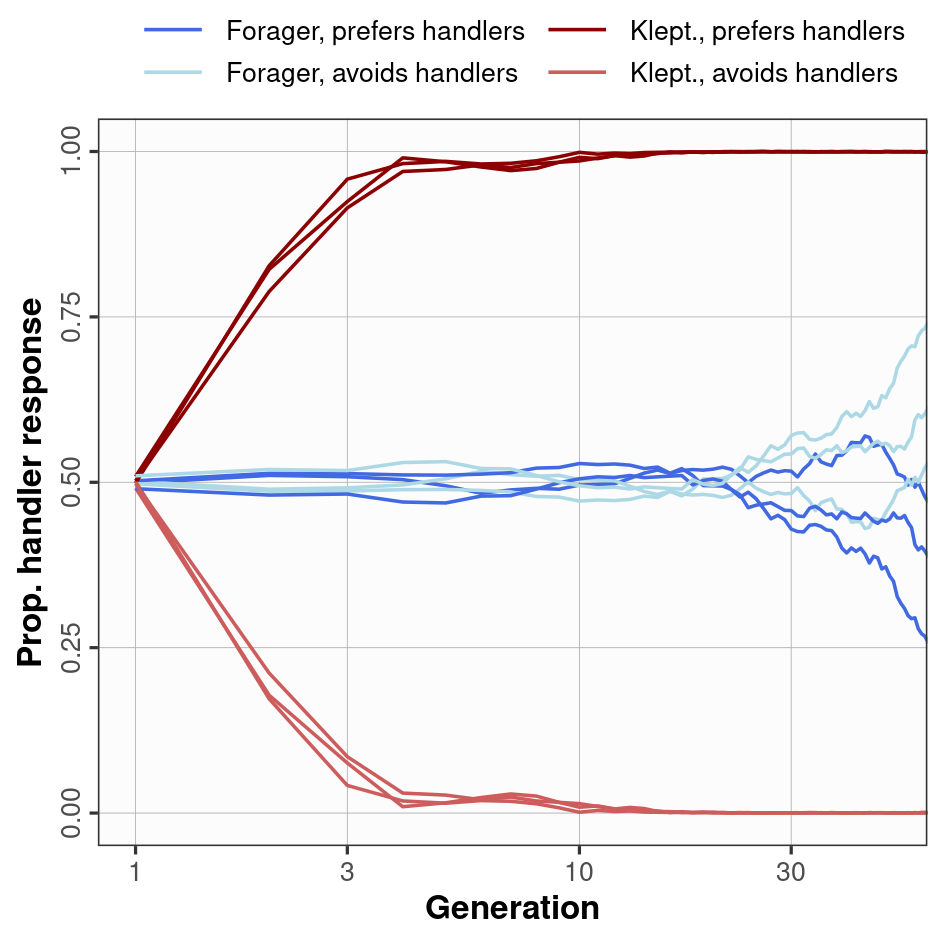 Forager, prefers handlers
Klept., prefers handlers
Forager, avoids handlers
Klept., avoids handlers
Prop. handler response
1.00
0.75
0.50
0.25
0.00
1
3
10
30
Generation